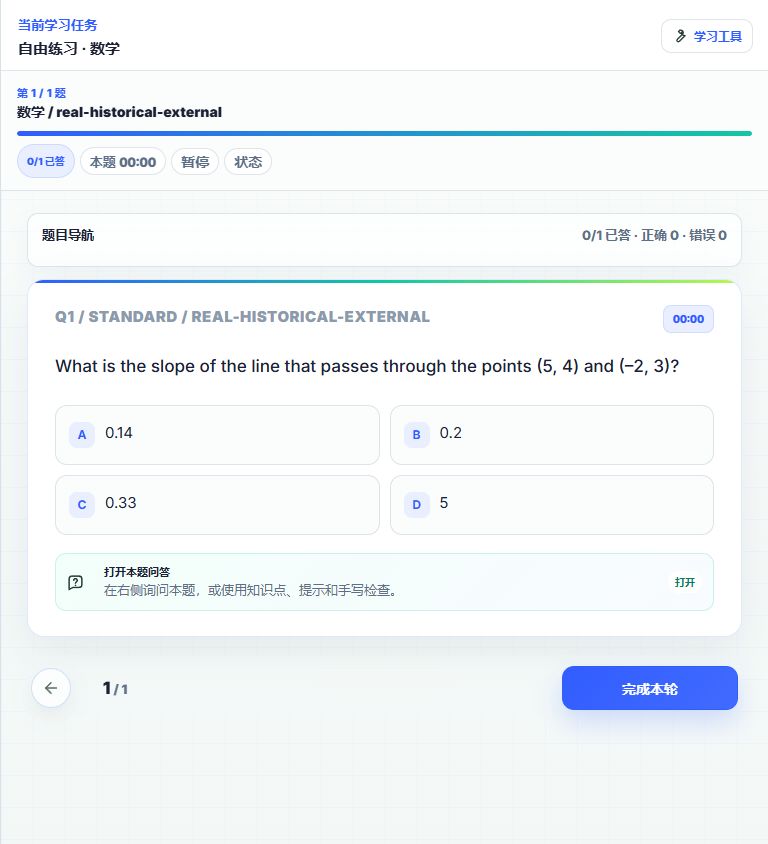 当前学习任务
自由练习 · 数学
学习工具
第 1 / 1 题
数学 / real-historical-external
0/1 已答
本题 00:00
暂停
状态
题目导航
0/1 已答 · 正确 0 · 错误 0
Q1 / STANDARD / REAL-HISTORICAL-EXTERNAL
00:00
What is the slope of the line that passes through the points (5, 4) and (−2, 3)?
A 0.14
B 0.2
C 0.33
D 5
打开本题问答
在右侧询问本题，或使用知识点、提示和手写检查。
打开
1 / 1
完成本轮